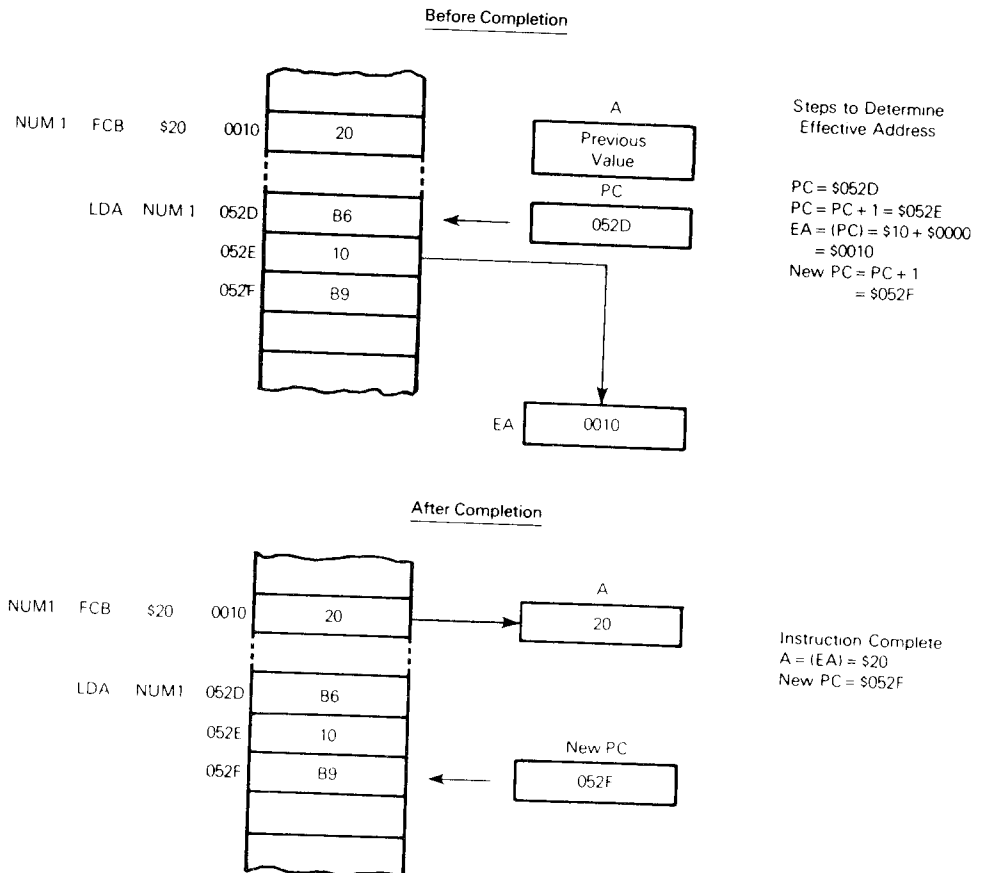 Before Completion
NUM 1 FCB $20 0010 20
A
Previous
Value
Steps to Determine
Effective Address
PC
LDA NUM 1 052D B6
052D
052E 10
052F B9
PC = $052D
PC = PC + 1 = $052E
EA = (PC) = $10 + $0000
= $0010
New PC = PC + 1
= $052F
EA 0010
After Completion
NUM1 FCB $20 0010 20
A
20
Instruction Complete
A = (EA) = $20
New PC = $052F
LDA NUM1 052D B6
052E 10
052F B9
New PC
052F